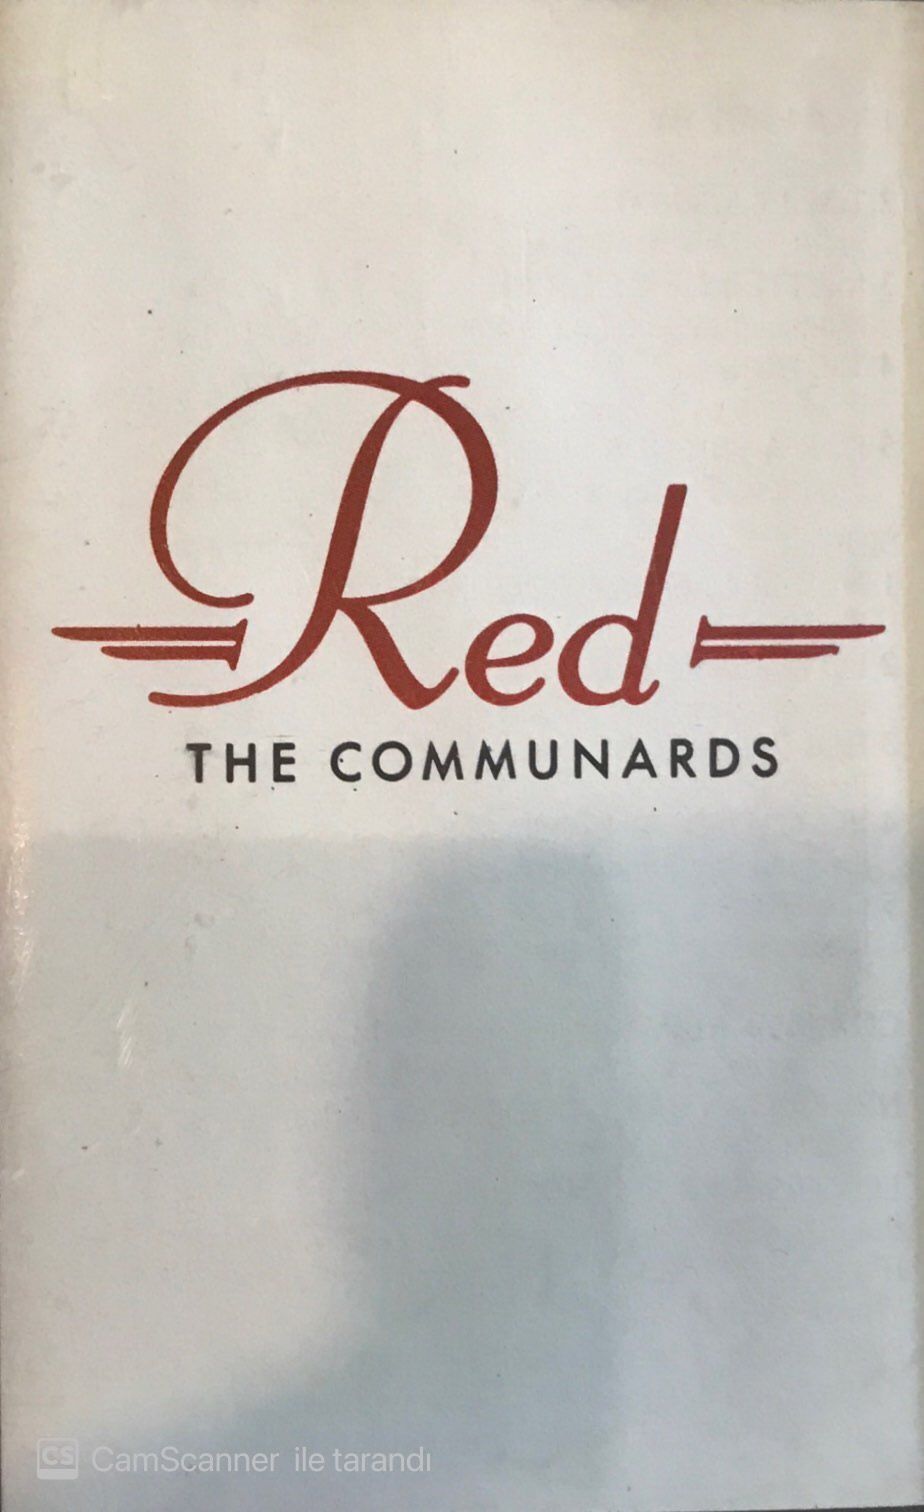 Red
THE COMMUNARDS
CS CamScanner ile tarandı